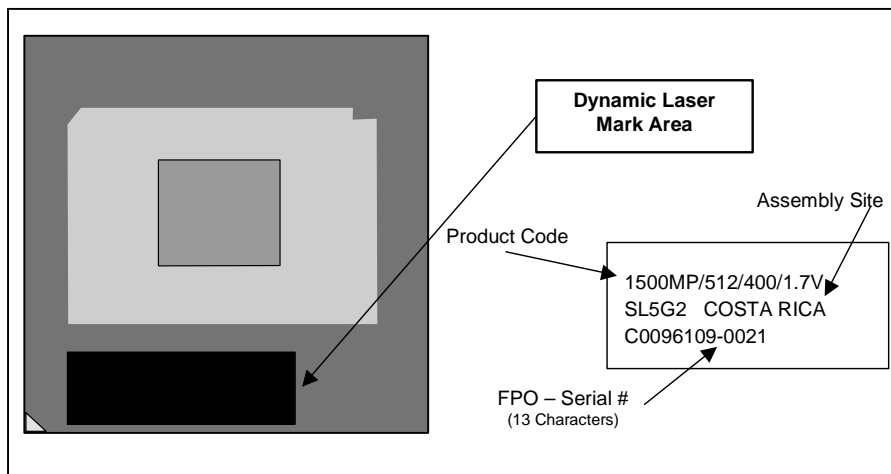 Dynamic Laser
Mark Area
Assembly Site
Product Code
1500MP/512/400/1.7V
SL5G2 COSTA RICA
C0096109-0021
FPO – Serial #
(13 Characters)